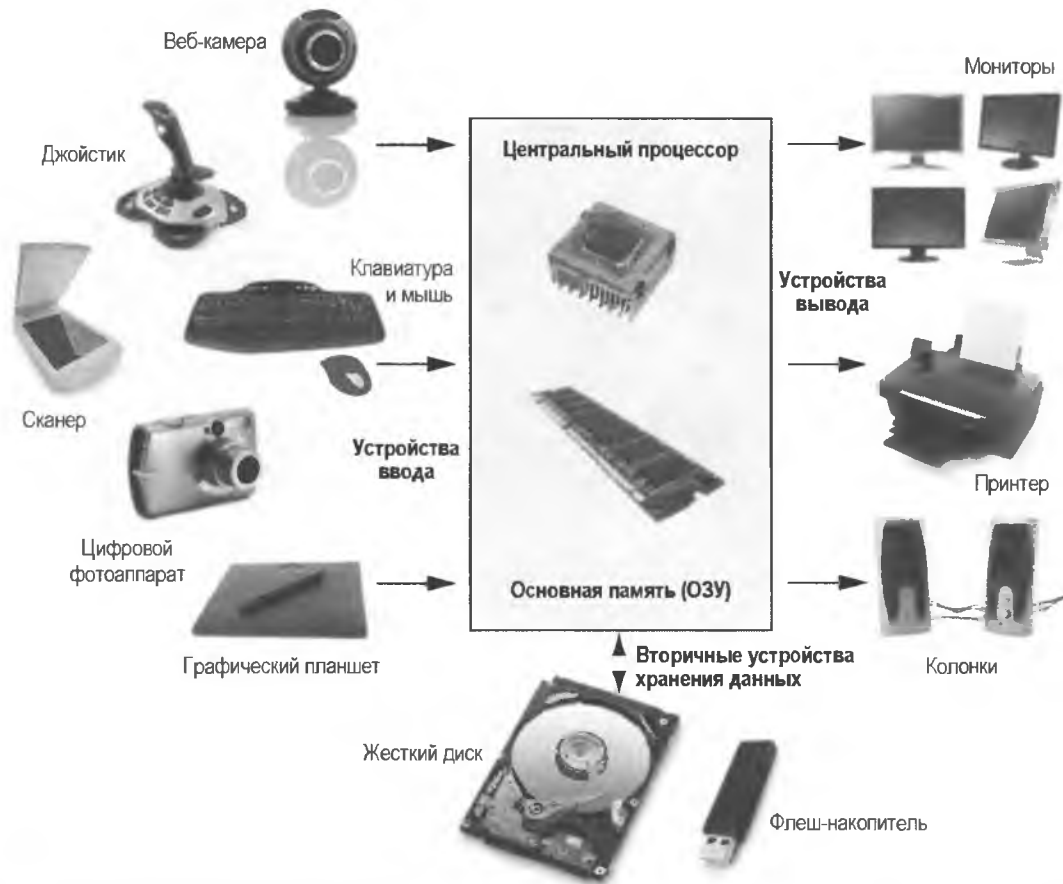 Веб-камера
Мониторы
Джойстик
Центральный процессор
Клавиатура
и мышь
Устройства
вывода
Сканер
Устройства
ввода
Принтер
Цифровой
фотоаппарат
Основная память (ОЗУ)
Графический планшет
Вторичные устройства
хранения данных
Колонки
Жесткий диск
Флеш-накопитель